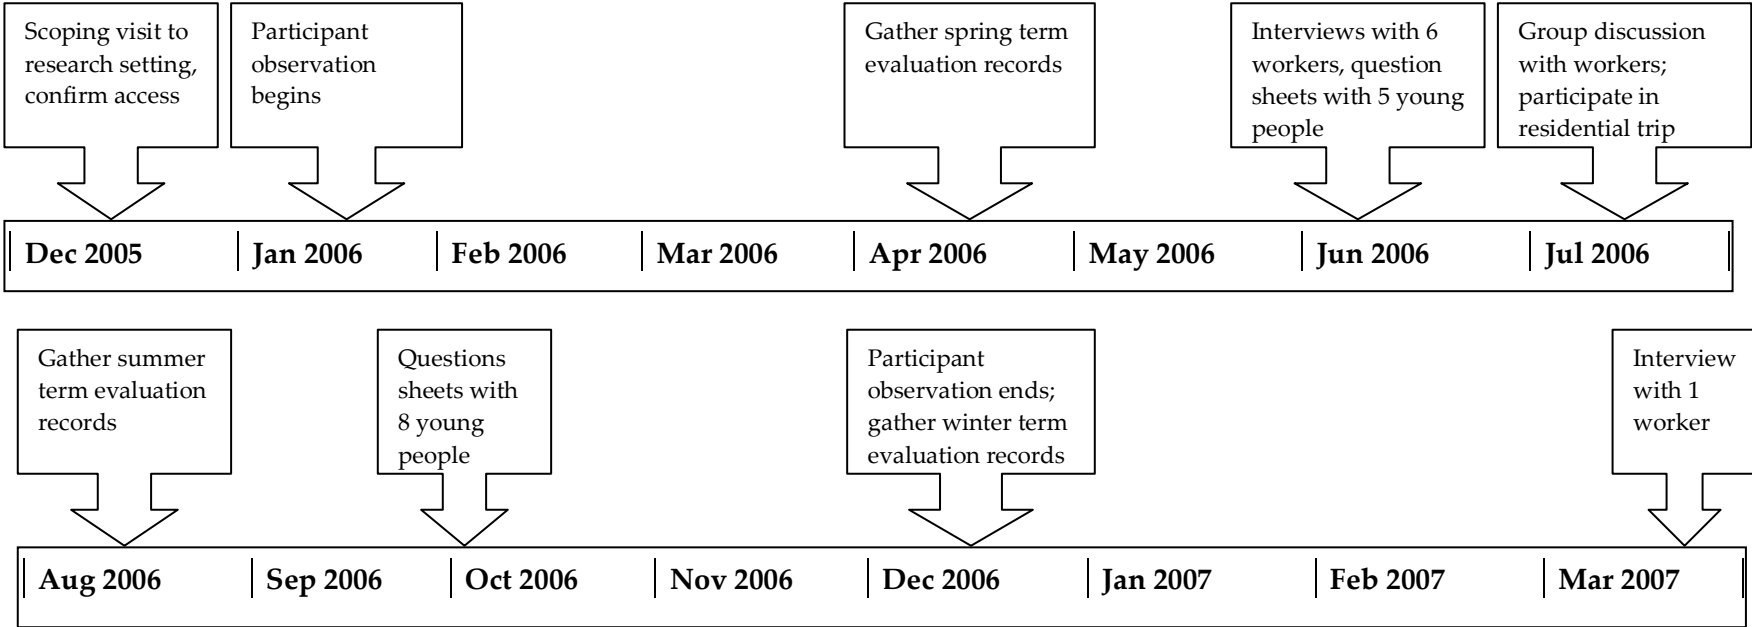 Scoping visit to
research setting,
confirm access
Participant
observation
begins
Gather spring term
evaluation records
Interviews with 6
workers, question
sheets with 5 young
people
Group discussion
with workers;
participate in
residential trip
Dec 2005 Jan 2006 Feb 2006 Mar 2006 Apr 2006 May 2006 Jun 2006 Jul 2006
Gather summer
term evaluation
records
Questions
sheets with
8 young
people
Participant
observation ends;
gather winter term
evaluation records
Interview
with 1
worker
Aug 2006 Sep 2006 Oct 2006 Nov 2006 Dec 2006 Jan 2007 Feb 2007 Mar 2007